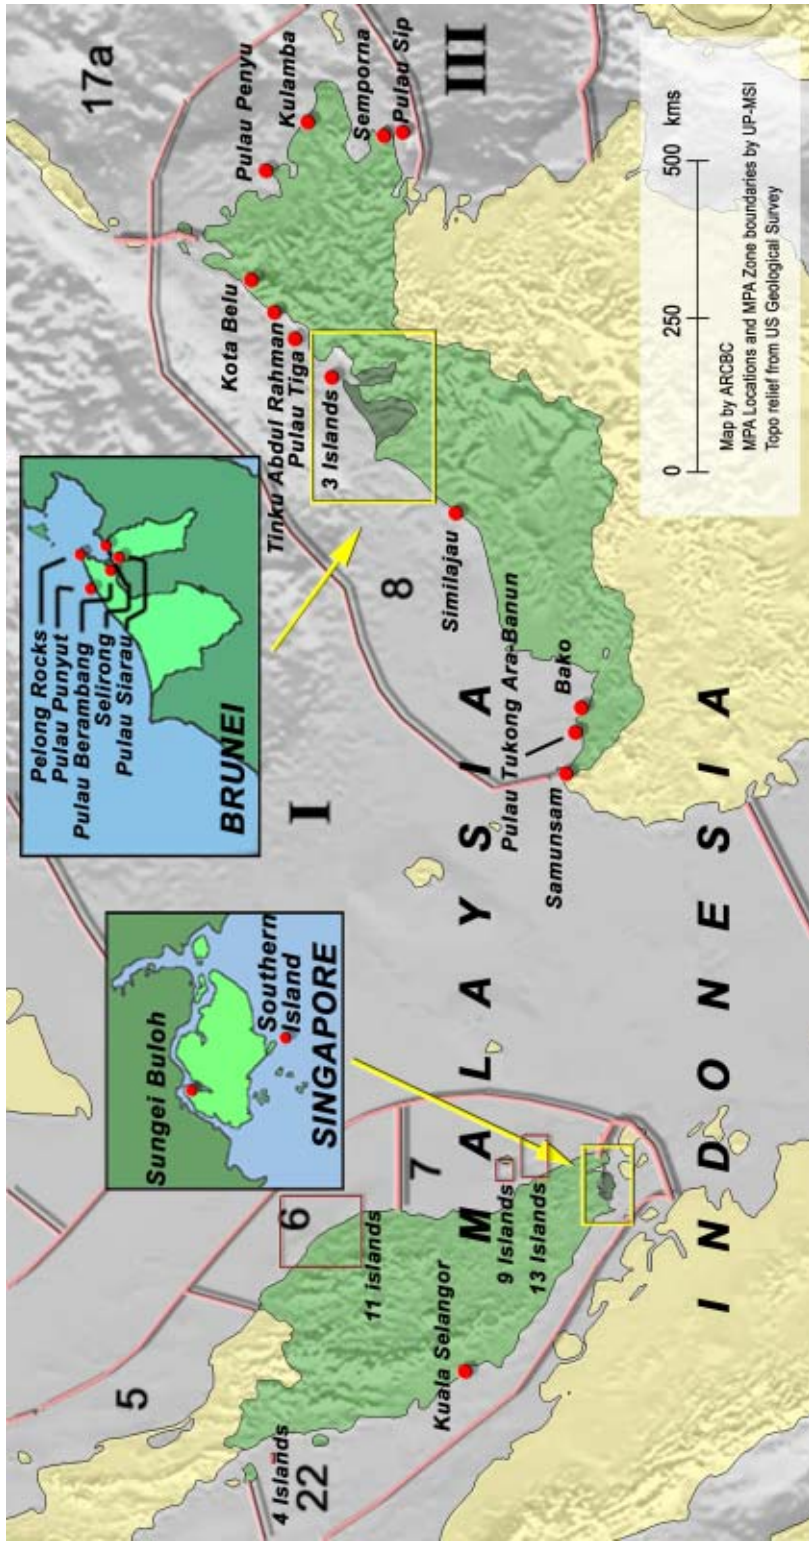 17a
Pulau Penyu
Kulamba
Semporna
Pulau Sip
III
Kota Belu
Tinku Abdul Rahman
Pulau Tiga
3 Islands
Similajau
8
Pulau Tukong Ara-Banun
Bako
Samunsam
Pelong Rocks
Pulau Punyut
Pulau Berambang
Selirong
Pulau Siarau
BRUNEI
I
Sungei Buloh
Southern
Island
SINGAPORE
MALAYSIA
INDONESIA
5
6
7
11 islands
9 Islands
13 Islands
Kuala Selangor
4 Islands
22
0 250 500 kms
Map by ARCBC
MPA Locations and MPA Zone boundaries by UP-MSI
Topo relief from US Geological Survey